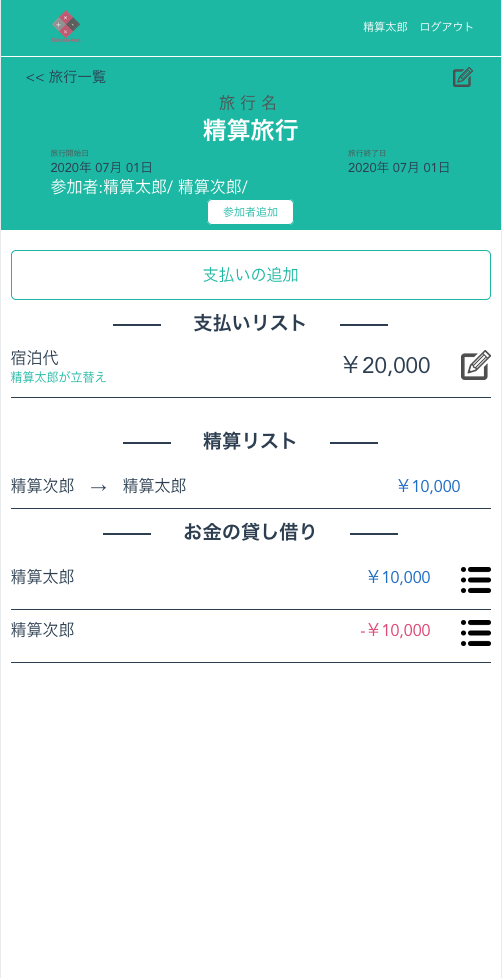 精算太郎 ログアウト
<< 旅行一覧
旅行名
精算旅行
旅行開始日 旅行終了日
2020年 07月 01日 2020年 07月 01日
参加者:精算太郎/ 精算次郎/
参加者追加
支払いの追加
支払いリスト
宿泊代 ￥20,000
精算太郎が立替え
精算リスト
精算次郎 → 精算太郎 ￥10,000
お金の貸し借り
精算太郎 ￥10,000
精算次郎 -￥10,000